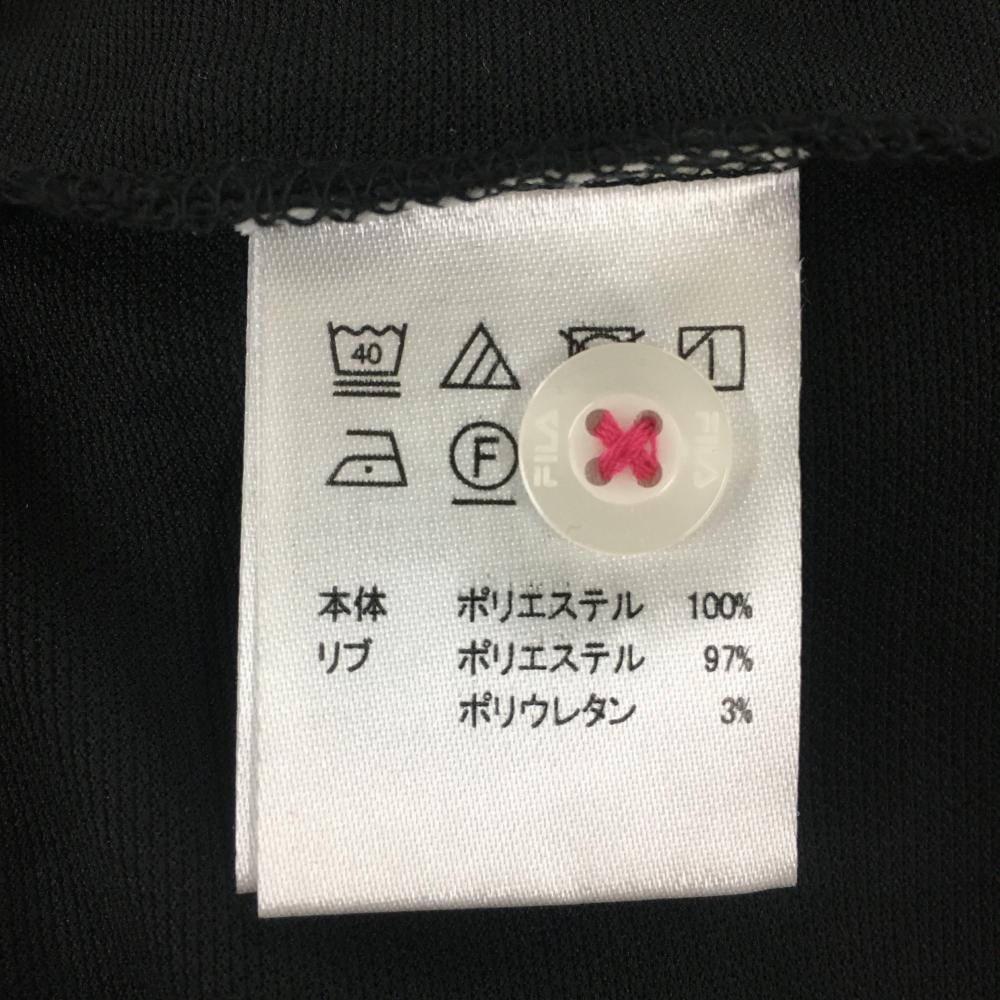 40
F
FILA
FILA
本体 ポリエステル 100%
リブ ポリエステル 97%
ポリウレタン 3%